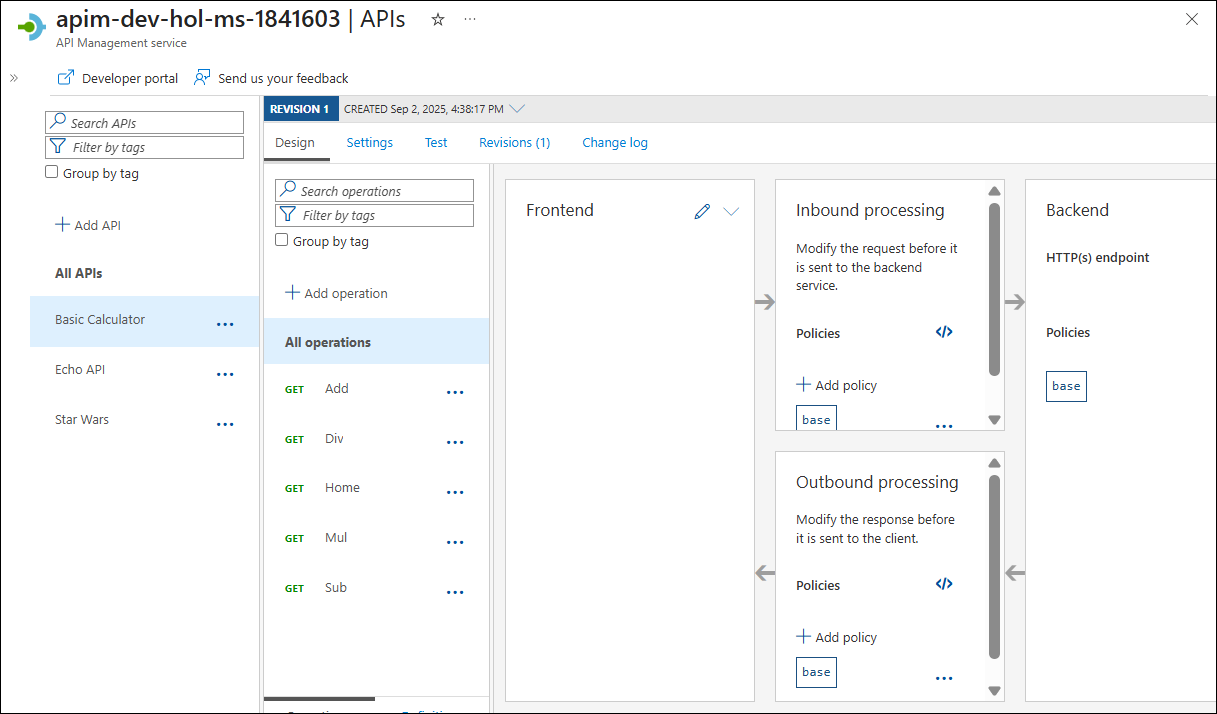 apim-dev-hol-ms-1841603 | APIs
API Management service
Developer portal
Send us your feedback
Search APIs
Filter by tags
Group by tag
Add API
All APIs
Basic Calculator
Echo API
Star Wars
REVISION 1
CREATED Sep 2, 2025, 4:38:17 PM
Design
Settings
Test
Revisions (1)
Change log
Search operations
Filter by tags
Group by tag
Add operation
All operations
GET Add
GET Div
GET Home
GET Mul
GET Sub
Frontend
Inbound processing
Modify the request before it
is sent to the backend
service.
Policies
</>
Add policy
base
Outbound processing
Modify the response before
it is sent to the client.
Policies
</>
Add policy
base
Backend
HTTP(s) endpoint
Policies
base